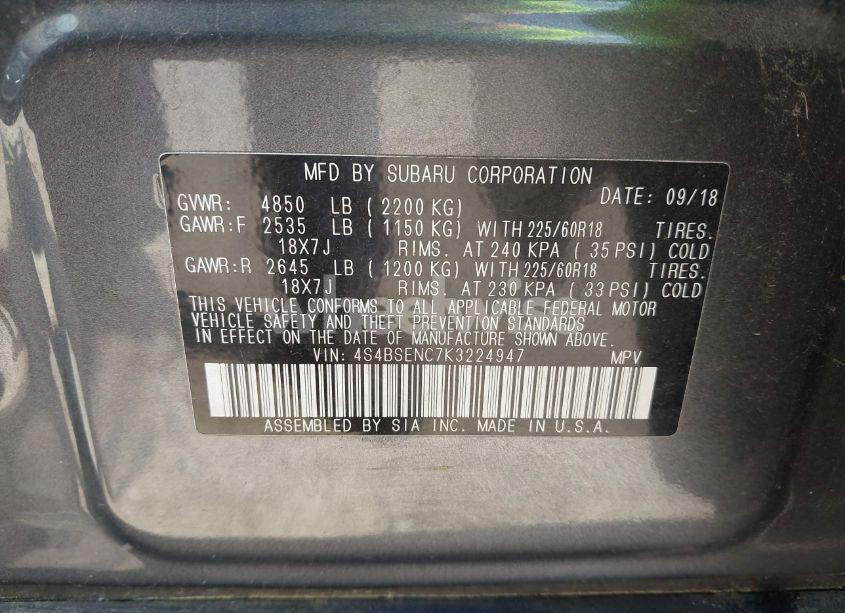 MFD BY SUBARU CORPORATION
DATE: 09/18
GVWR: 4850 LB ( 2200 KG)
GAWR:F 2535 LB ( 1150 KG) WITH 225/60R18 TIRES.
18X7J RIMS. AT 240 KPA ( 35 PSI) COLD
GAWR:R 2645 LB ( 1200 KG) WITH 225/60R18 TIRES.
18X7J RIMS. AT 230 KPA ( 33 PSI) COLD
THIS VEHICLE CONFORMS TO ALL APPLICABLE FEDERAL MOTOR
VEHICLE SAFETY AND THEFT PREVENTION STANDARDS
IN EFFECT ON THE DATE OF MANUFACTURE SHOWN ABOVE.
VIN: 4S4BSENC7K3224947 MPV
ASSEMBLED BY SIA INC. MADE IN U.S.A.